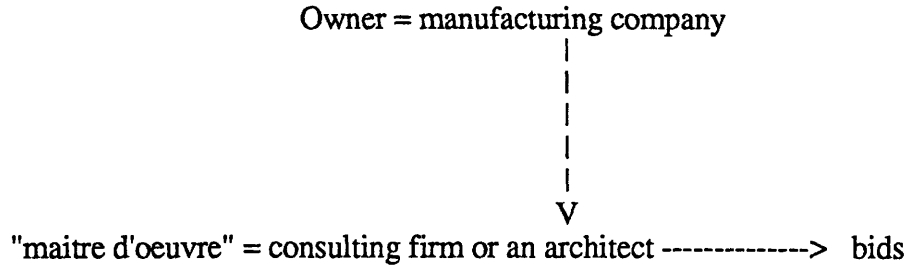 Owner = manufacturing company
|
|
|
|
|
|
V
"maitre d'oeuvre" = consulting firm or an architect --------------> bids